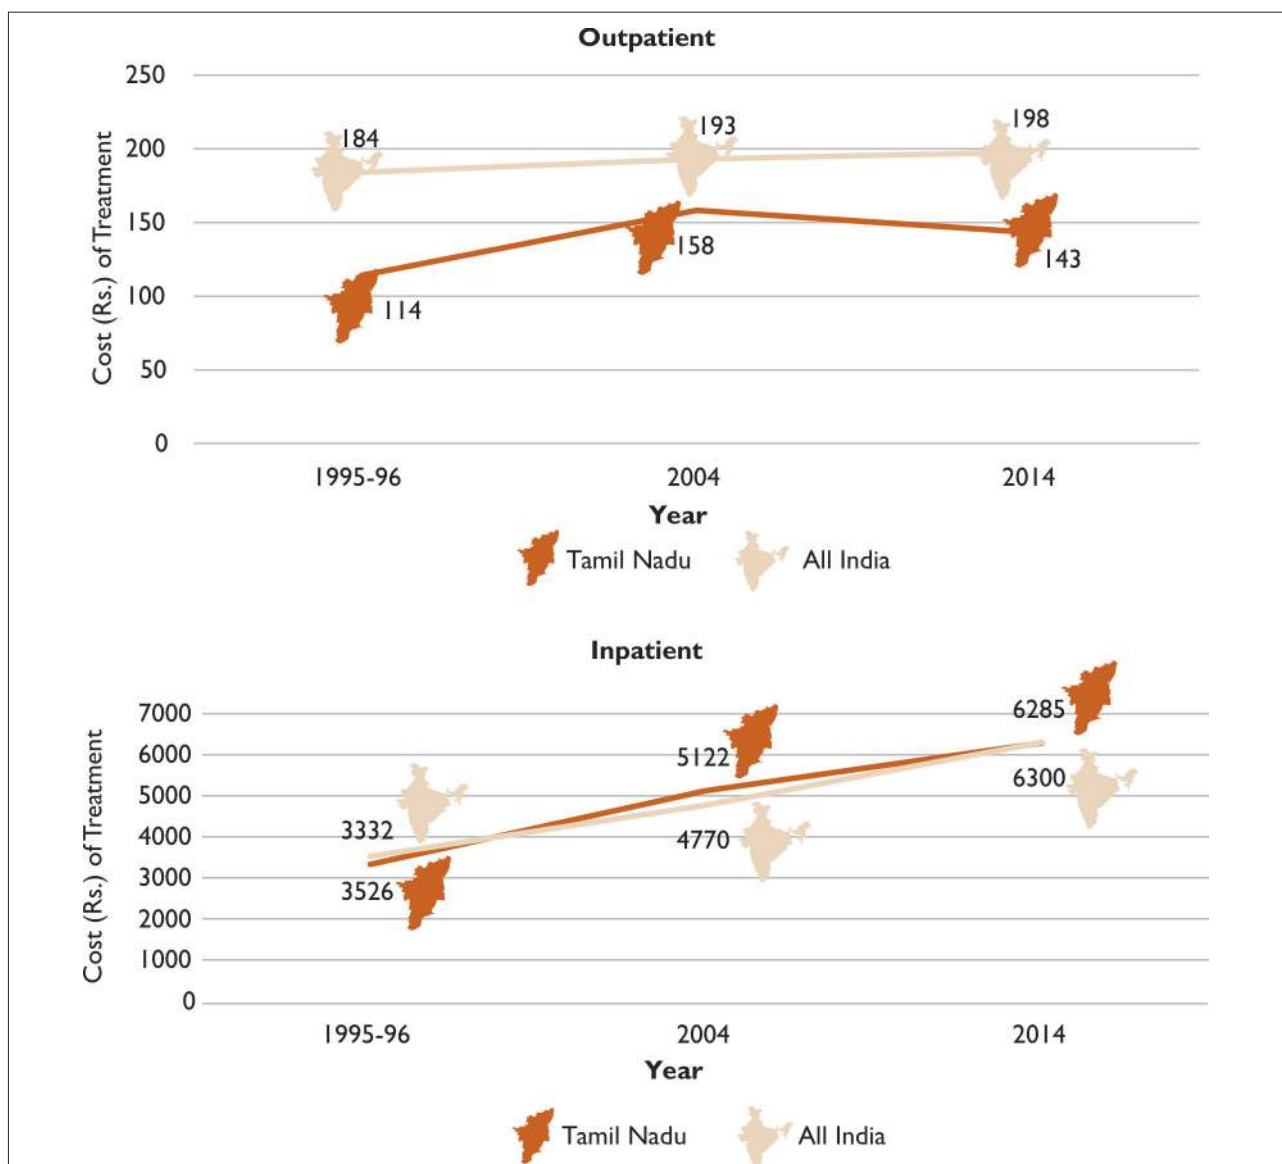 Outpatient
Cost (Rs.) of Treatment
250
200
150
100
50
0
184
193
198
114
158
143
1995-96 2004 2014
Year
Tamil Nadu All India
Inpatient
Cost (Rs.) of Treatment
7000
6000
5000
4000
3000
2000
1000
0
3332
5122
6285
3526
4770
6300
1995-96 2004 2014
Year
Tamil Nadu All India